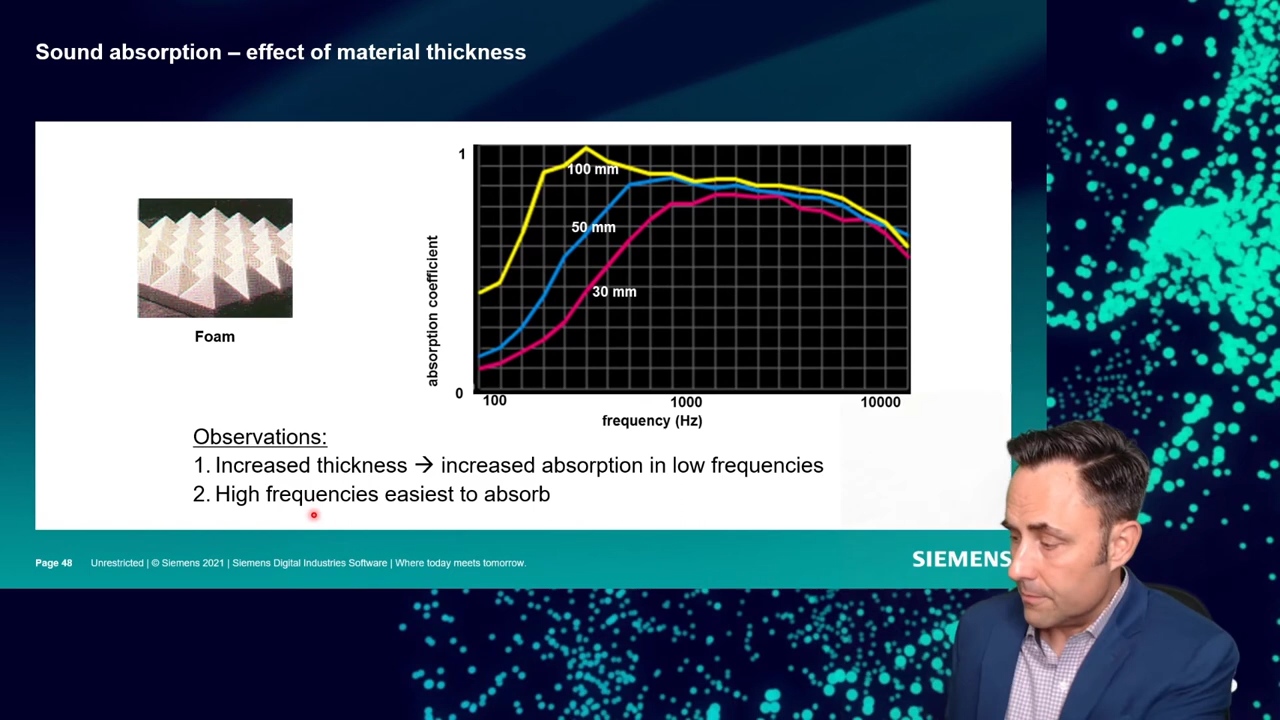 Sound absorption – effect of material thickness
1
100 mm
50 mm
30 mm
absorption coefficient
0
100
1000
10000
frequency (Hz)
Foam
Observations:
1. Increased thickness → increased absorption in low frequencies
2. High frequencies easiest to absorb
Page 48 Unrestricted | © Siemens 2021 | Siemens Digital Industries Software | Where today meets tomorrow.
SIEMENS